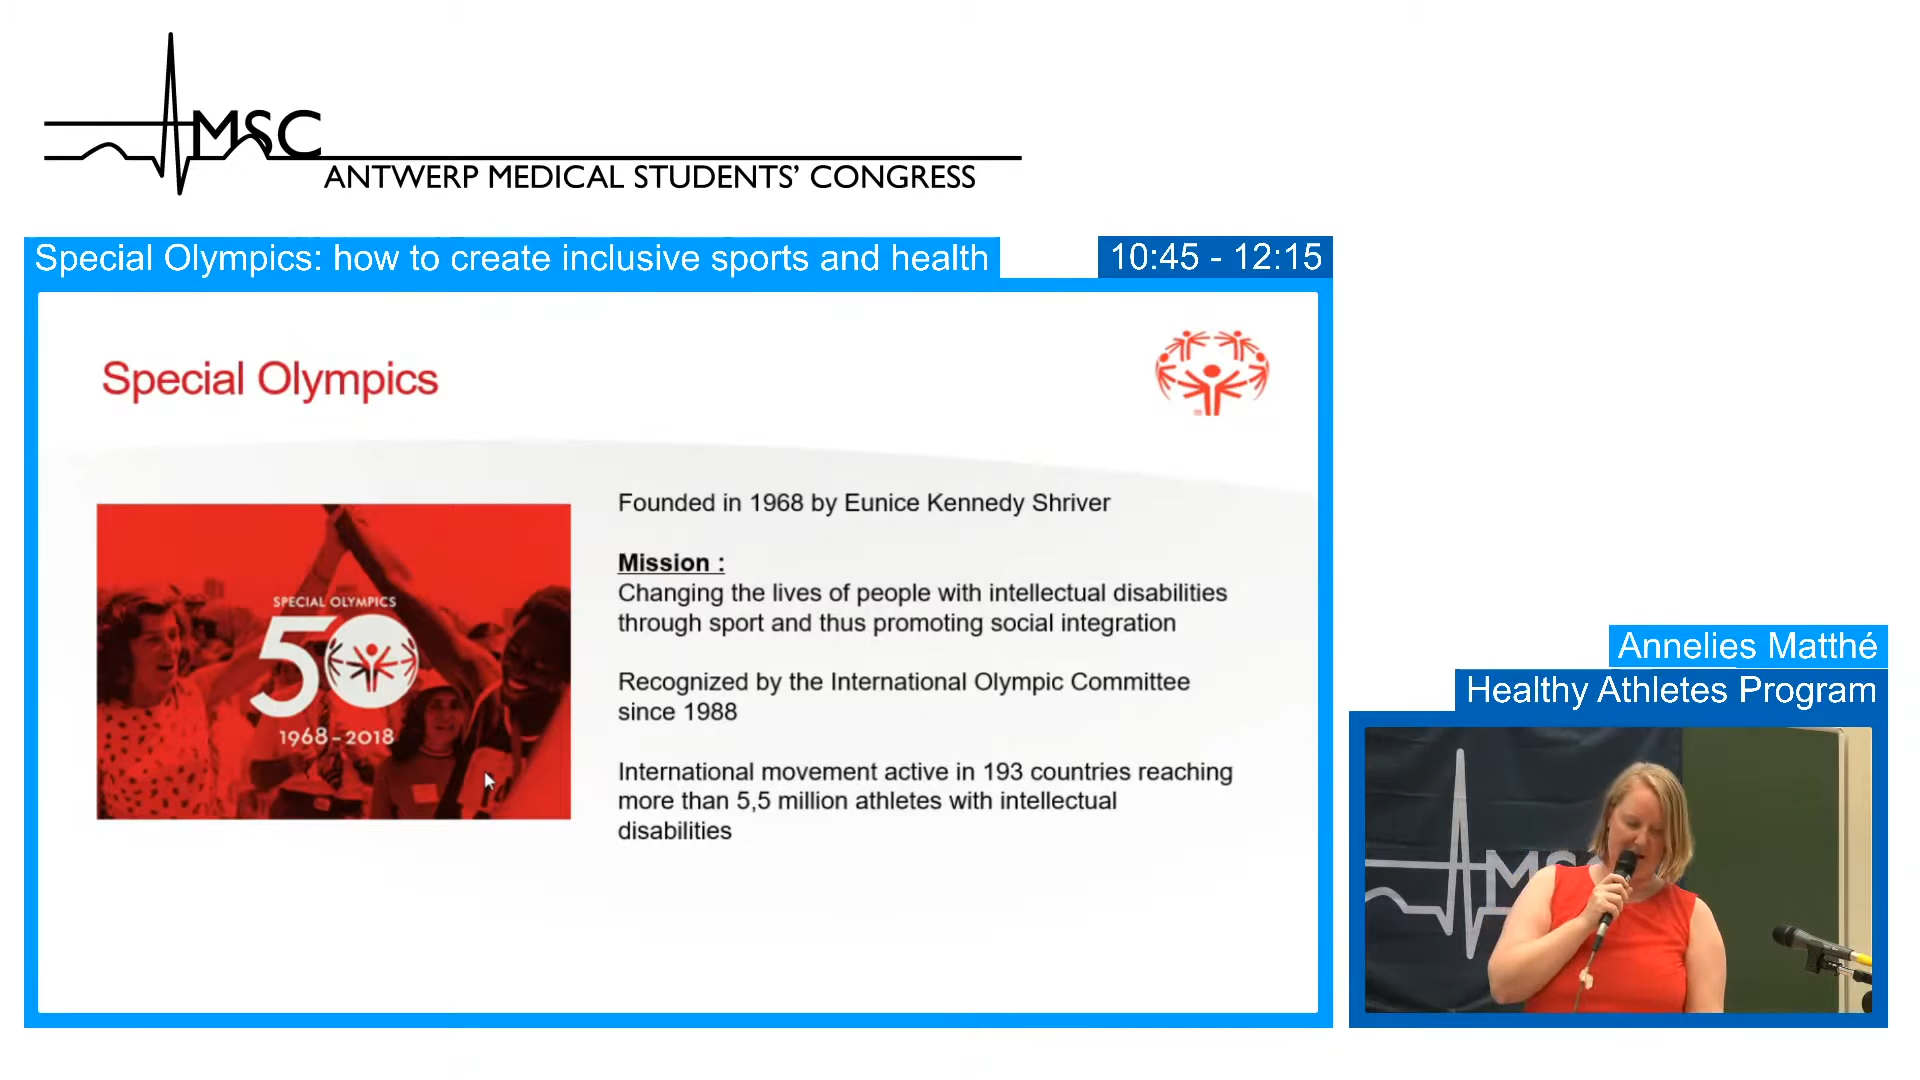 MSC
ANTWERP MEDICAL STUDENTS’ CONGRESS
Special Olympics: how to create inclusive sports and health
10:45 - 12:15
Special Olympics
Founded in 1968 by Eunice Kennedy Shriver
Mission :
Changing the lives of people with intellectual disabilities
through sport and thus promoting social integration
Recognized by the International Olympic Committee
since 1988
International movement active in 193 countries reaching
more than 5,5 million athletes with intellectual
disabilities
SPECIAL OLYMPICS
50
1968–2018
Annelies Matthé
Healthy Athletes Program
MS